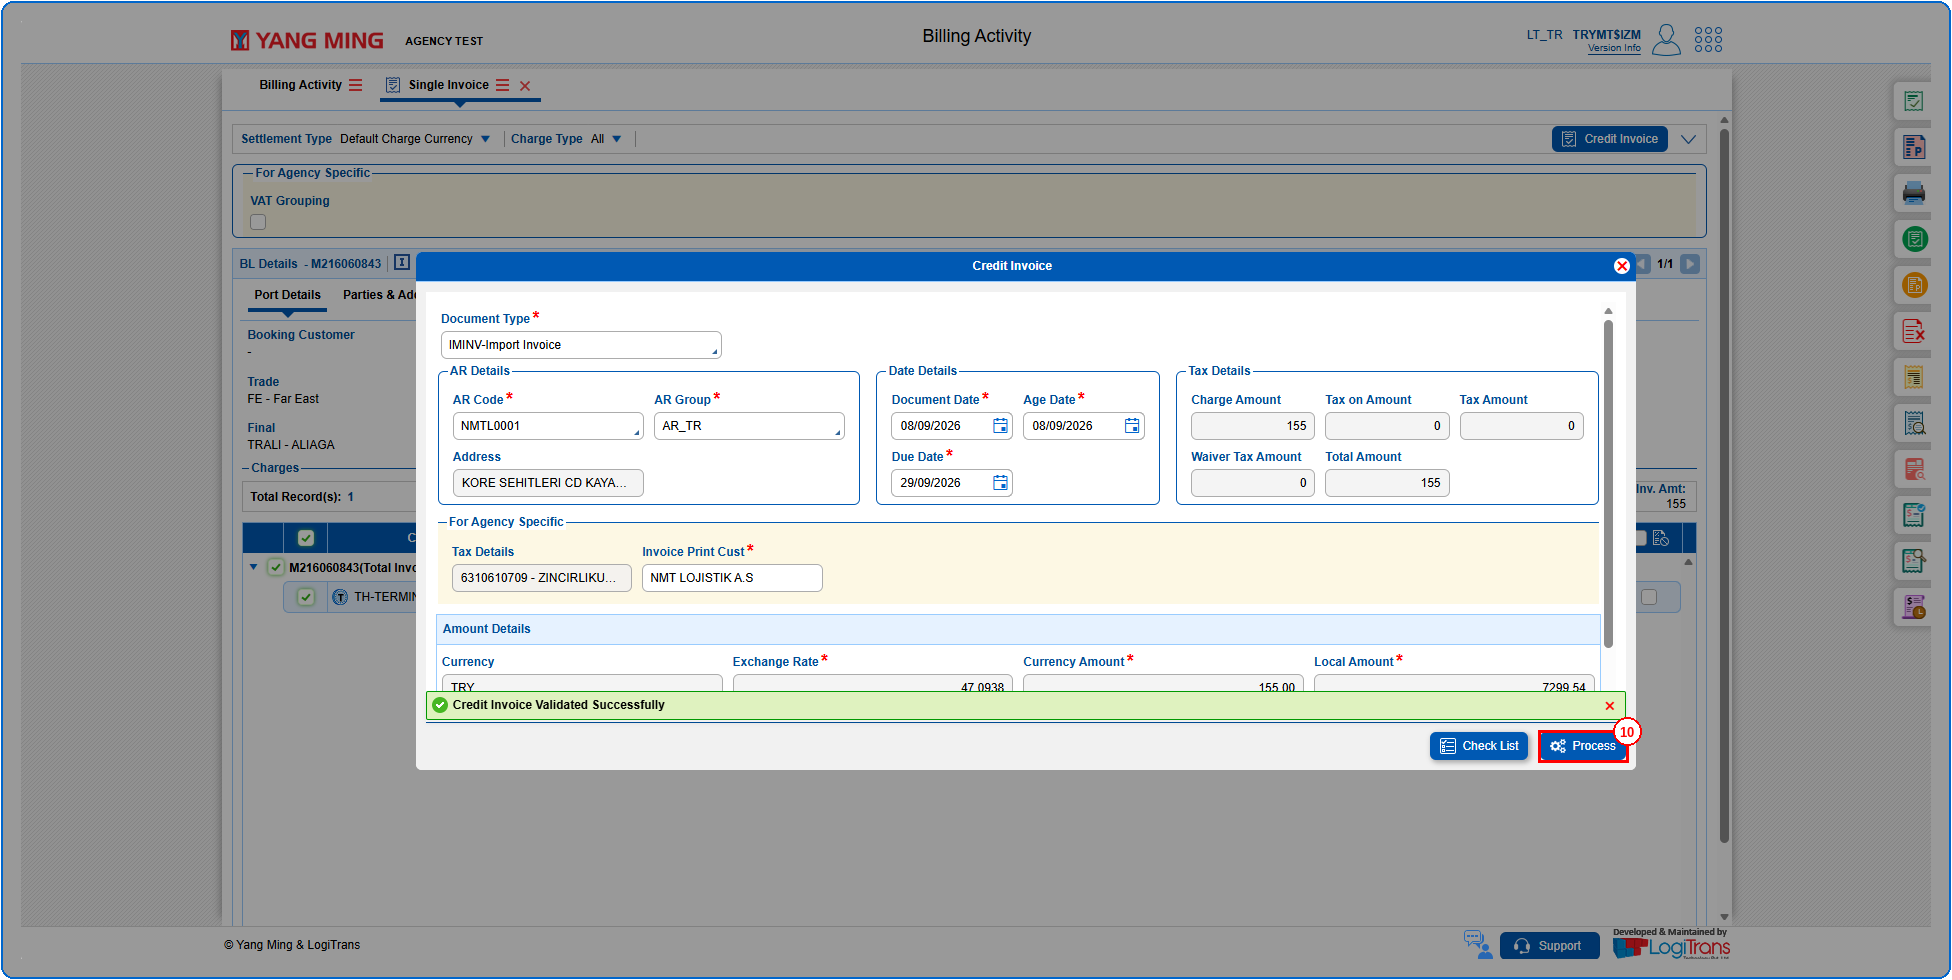 YANG MING AGENCY TEST
Billing Activity
LT_TR TRYMT$IZM
Version Info
Billing Activity
Single Invoice
Settlement Type Default Charge Currency
Charge Type All
Credit Invoice
For Agency Specific
VAT Grouping
BL Details - M216060843
1/1
Port Details Parties & Ad
Booking Customer
-
Trade
FE - Far East
Final
TRALI - ALIAGA
Charges
Total Record(s): 1
Inv. Amt:
155
C
M216060843(Total Invo
TH-TERMIN
Credit Invoice
Document Type *
IMINV-Import Invoice
AR Details
AR Code * AR Group *
NMTL0001 AR_TR
Address
KORE SEHITLERI CD KAYA...
Date Details
Document Date * Age Date *
08/09/2026 08/09/2026
Due Date *
29/09/2026
Tax Details
Charge Amount Tax on Amount Tax Amount
155 0 0
Waiver Tax Amount Total Amount
0 155
For Agency Specific
Tax Details Invoice Print Cust *
6310610709 - ZINCIRLIKU... NMT LOJISTIK A.S
Amount Details
Currency Exchange Rate * Currency Amount * Local Amount *
TRY 47.0938 155.00 7299.54
Credit Invoice Validated Successfully
Check List
Process
10
© Yang Ming & LogiTrans
Support
Developed & Maintained by
LogiTrans